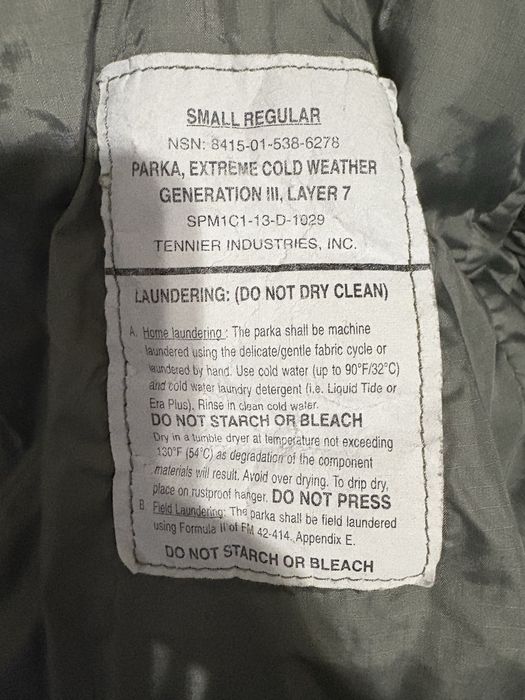 SMALL REGULAR
NSN: 8415-01-538-6278
PARKA, EXTREME COLD WEATHER
GENERATION III, LAYER 7
SPM1C1-13-D-1029
TENNIER INDUSTRIES, INC.
LAUNDERING: (DO NOT DRY CLEAN)
A. Home laundering : The parka shall be machine
laundered using the delicate/gentle fabric cycle or
laundered by hand. Use cold water (up to 90°F/32°C)
and cold water laundry detergent (i.e. Liquid Tide or
Era Plus). Rinse in clean cold water.
DO NOT STARCH OR BLEACH
Dry in a tumble dryer at temperature not exceeding
130°F (54°C) as degradation of the component
materials will result. Avoid over drying. To drip dry,
place on rustproof hanger. DO NOT PRESS
B. Field Laundering: The parka shall be field laundered
using Formula II of FM 42-414, Appendix E.
DO NOT STARCH OR BLEACH